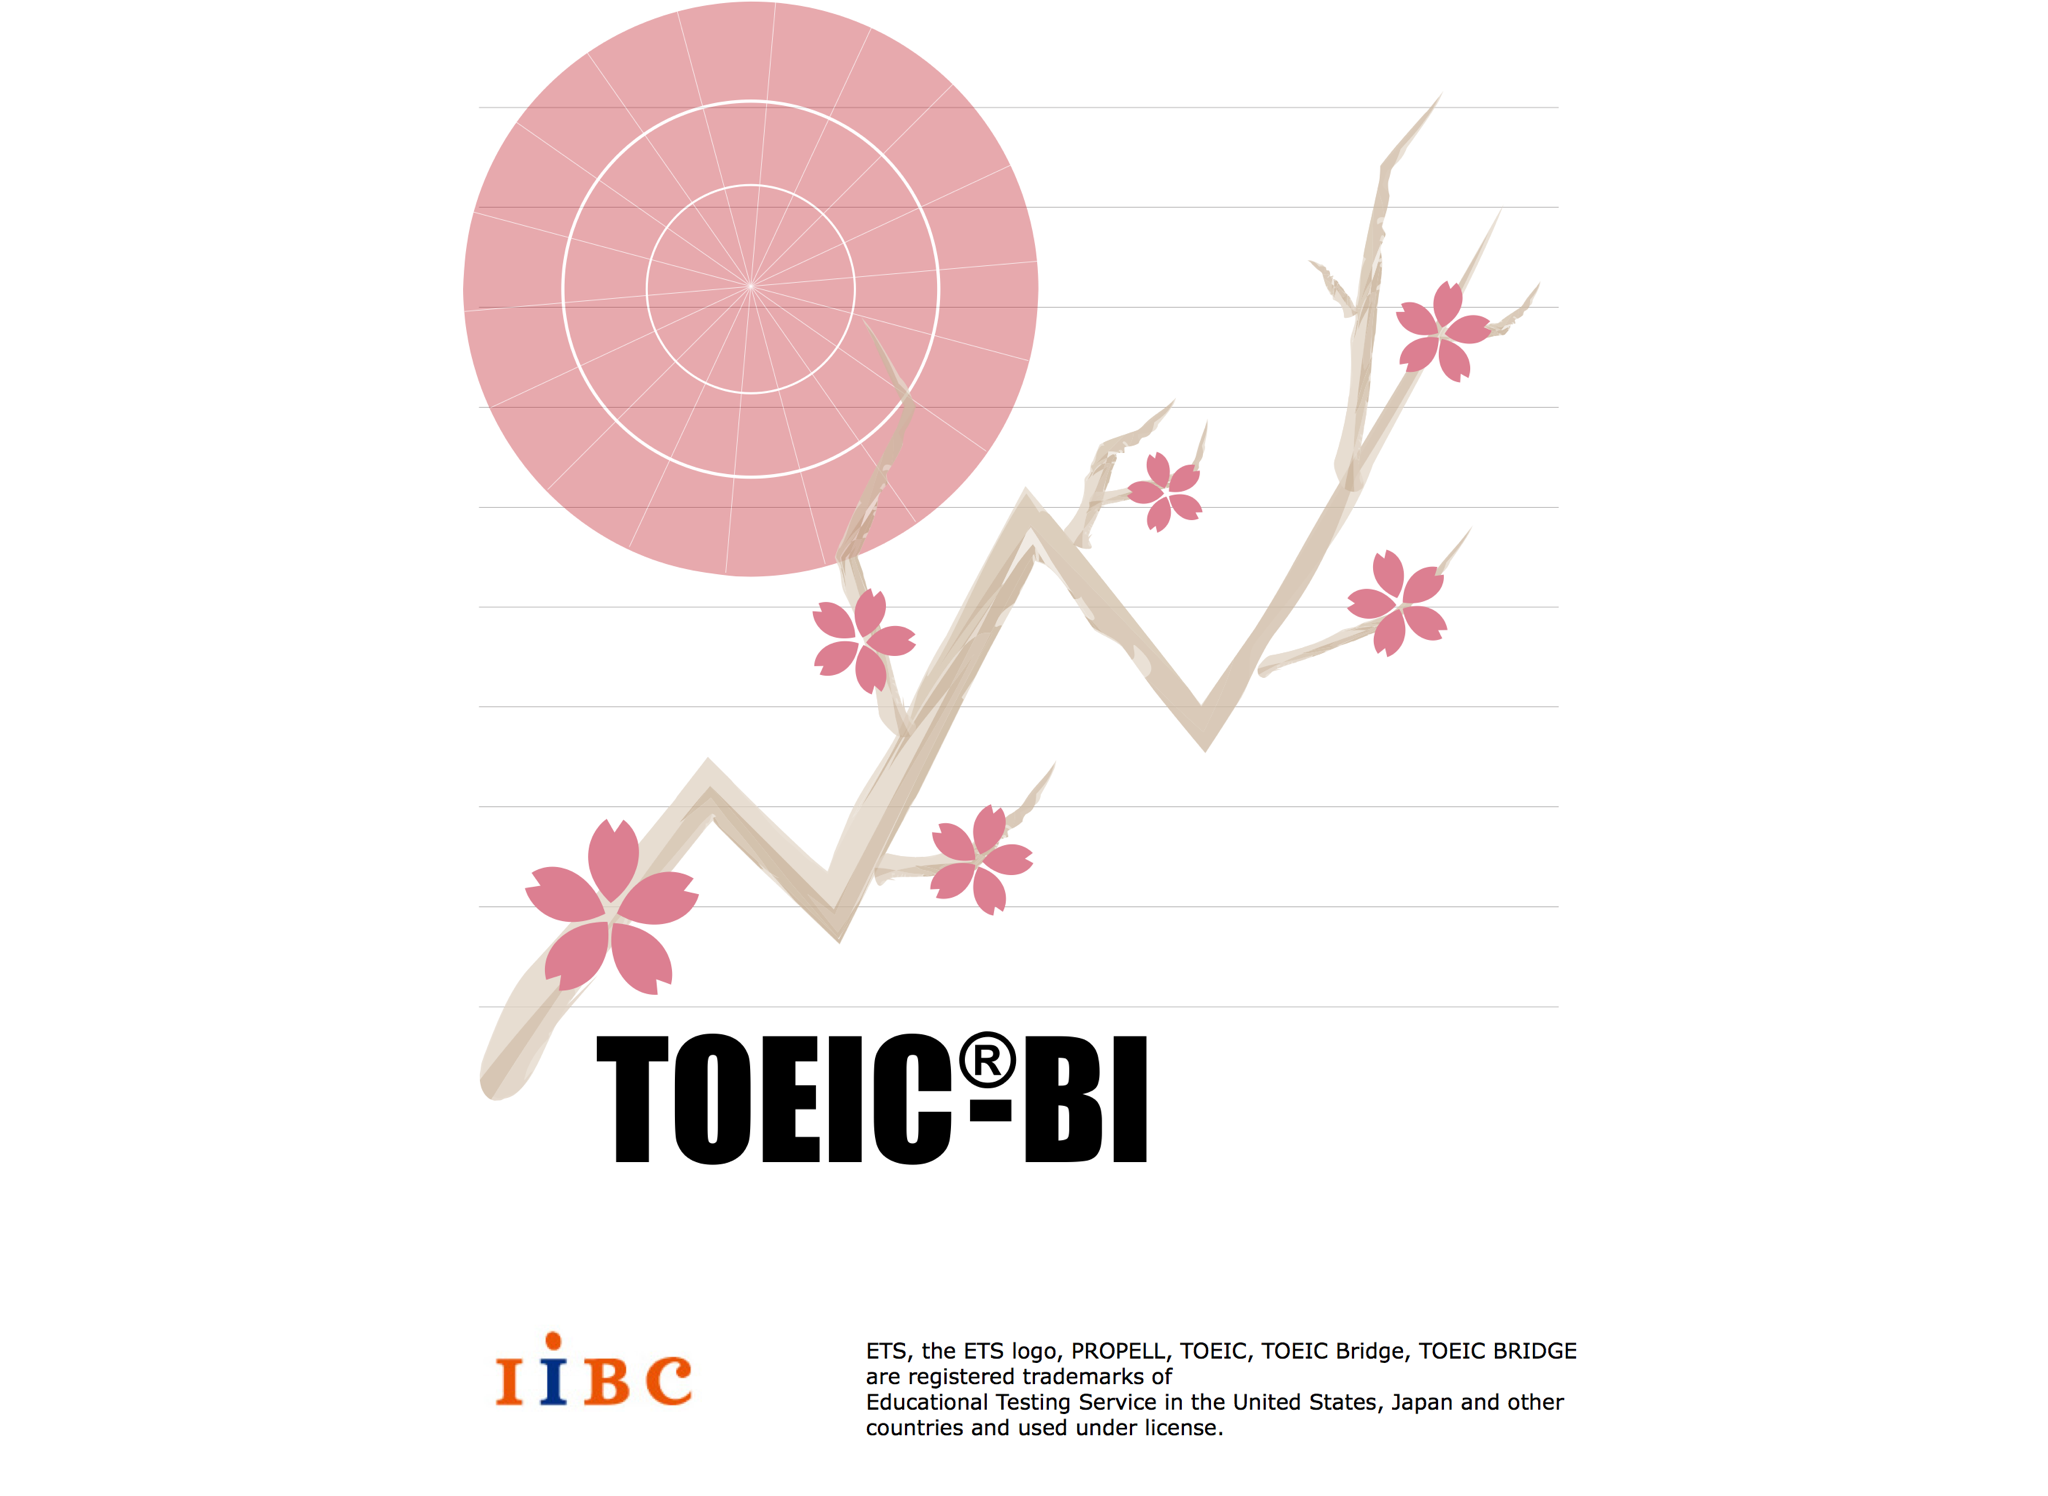 TOEIC®-BI
IiBC
ETS, the ETS logo, PROPELL, TOEIC, TOEIC Bridge, TOEIC BRIDGE
are registered trademarks of
Educational Testing Service in the United States, Japan and other
countries and used under license.